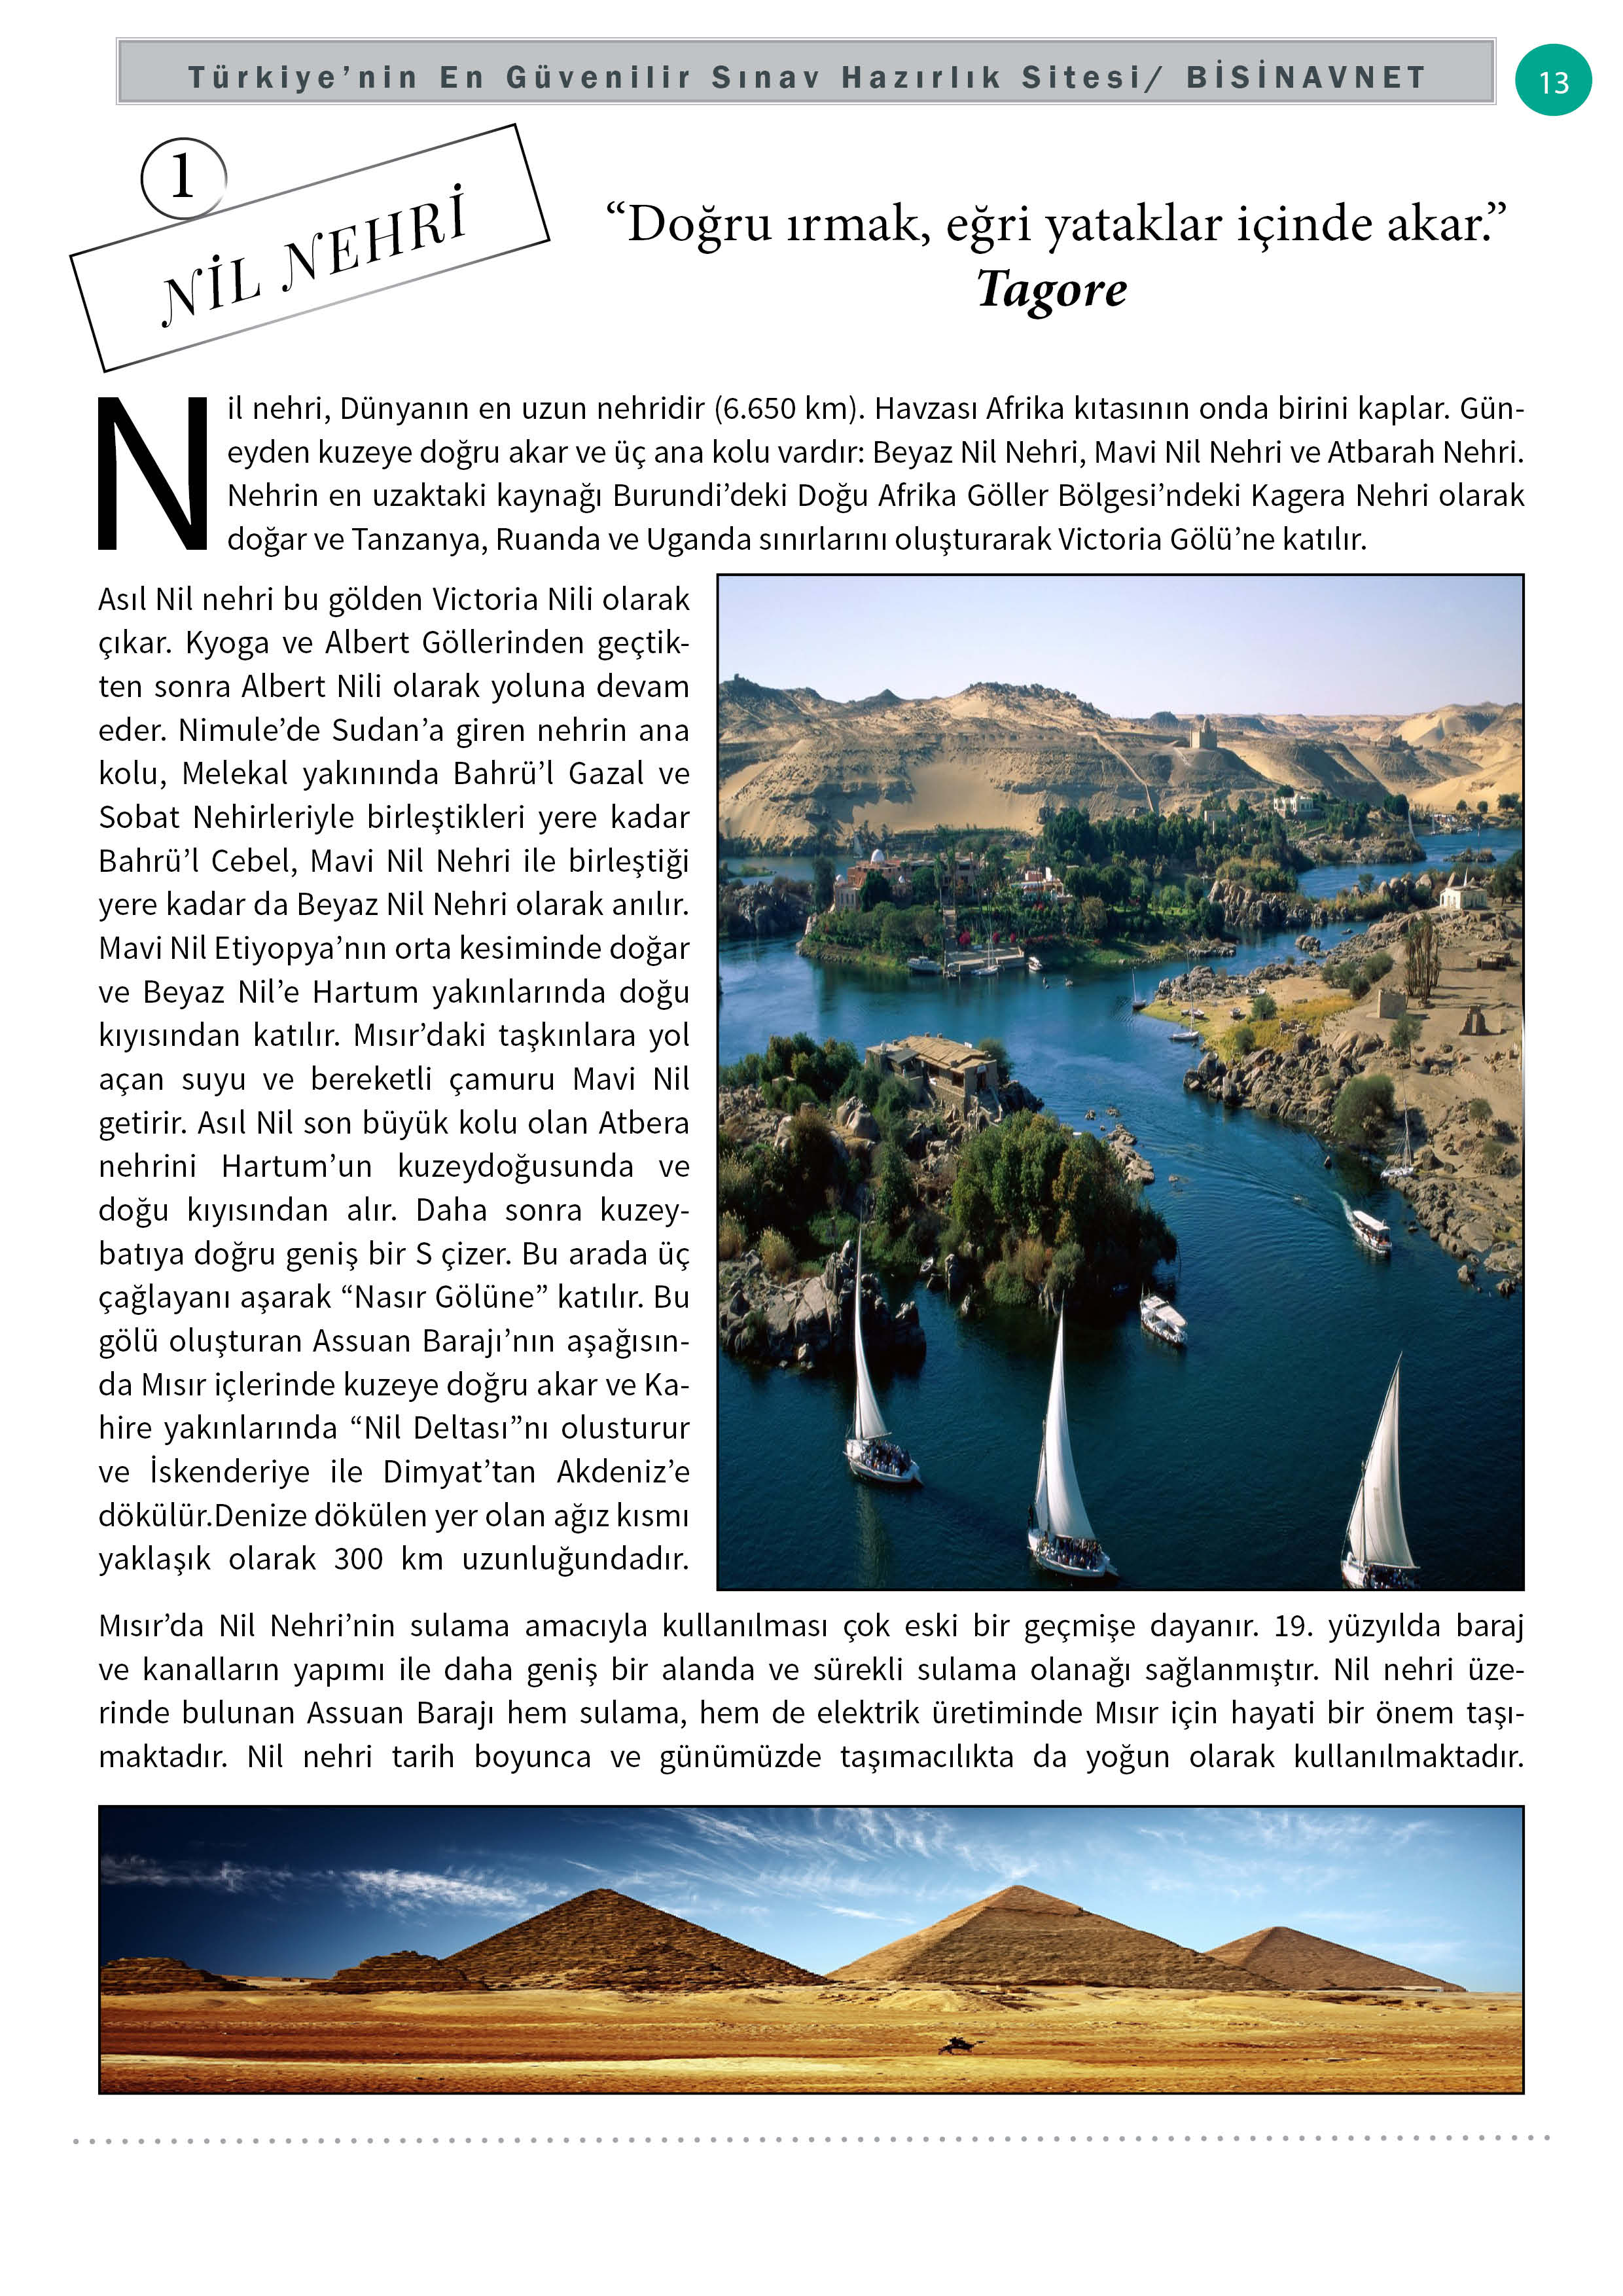 Türkiye’nin En Güvenilir Sınav Hazırlık Sitesi/ BİSİNAVNET
13
1
NİL NEHRİ
“Doğru ırmak, eğri yataklar içinde akar.”
Tagore
Nil nehri, Dünyanın en uzun nehridir (6.650 km). Havzası Afrika kıtasının onda birini kaplar. Gün-
eyden kuzeye doğru akar ve üç ana kolu vardır: Beyaz Nil Nehri, Mavi Nil Nehri ve Atbarah Nehri.
Nehrin en uzaktaki kaynağı Burundi’deki Doğu Afrika Göller Bölgesi’ndeki Kagera Nehri olarak
doğar ve Tanzanya, Ruanda ve Uganda sınırlarını oluşturarak Victoria Gölü’ne katılır.
Asıl Nil nehri bu gölden Victoria Nili olarak
çıkar. Kyoga ve Albert Göllerinden geçtik-
ten sonra Albert Nili olarak yoluna devam
eder. Nimule’de Sudan’a giren nehrin ana
kolu, Melekal yakınında Bahrü’l Gazal ve
Sobat Nehirleriyle birleştikleri yere kadar
Bahrü’l Cebel, Mavi Nil Nehri ile birleştiği
yere kadar da Beyaz Nil Nehri olarak anılır.
Mavi Nil Etiyopya’nın orta kesiminde doğar
ve Beyaz Nil’e Hartum yakınlarında doğu
kıyısından katılır. Mısır’daki taşkınlara yol
açan suyu ve bereketli çamuru Mavi Nil
getirir. Asıl Nil son büyük kolu olan Atbera
nehrini Hartum’un kuzeydoğusunda ve
doğu kıyısından alır. Daha sonra kuzey-
batıya doğru geniş bir S çizer. Bu arada üç
çağlayanı aşarak “Nasır Gölüne” katılır. Bu
gölü oluşturan Assuan Barajı’nın aşağısın-
da Mısır içlerinde kuzeye doğru akar ve Ka-
hire yakınlarında “Nil Deltası”nı olusturur
ve İskenderiye ile Dimyat’tan Akdeniz’e
dökülür.Denize dökülen yer olan ağız kısmı
yaklaşık olarak 300 km uzunluğundadır.
Mısır’da Nil Nehri’nin sulama amacıyla kullanılması çok eski bir geçmişe dayanır. 19. yüzyılda baraj
ve kanalların yapımı ile daha geniş bir alanda ve sürekli sulama olanağı sağlanmıştır. Nil nehri üze-
rinde bulunan Assuan Barajı hem sulama, hem de elektrik üretiminde Mısır için hayati bir önem taşı-
maktadır. Nil nehri tarih boyunca ve günümüzde taşımacılıkta da yoğun olarak kullanılmaktadır.